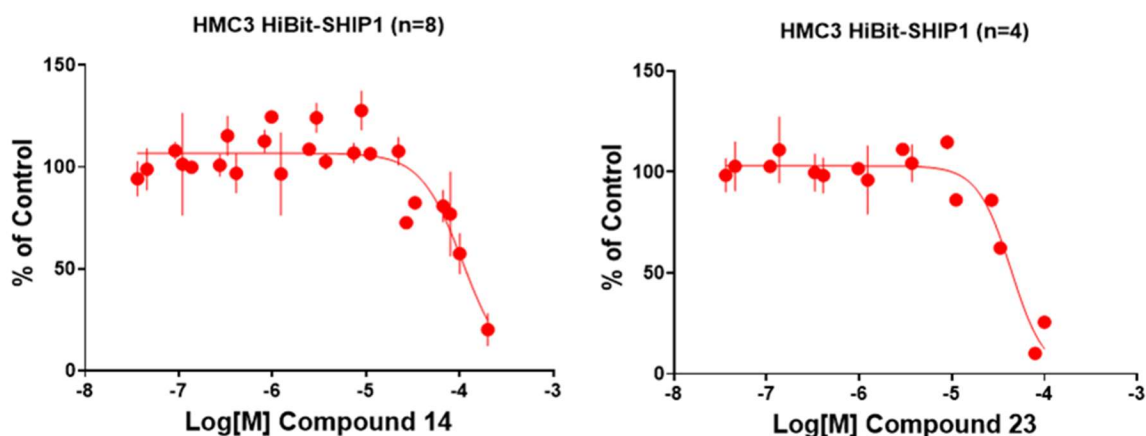 HMC3 HiBit-SHIP1 (n=8)
% of Control
150
100
50
0
-8 -7 -6 -5 -4 -3
Log[M] Compound 14
HMC3 HiBit-SHIP1 (n=4)
% of Control
150
100
50
0
-8 -7 -6 -5 -4 -3
Log[M] Compound 23